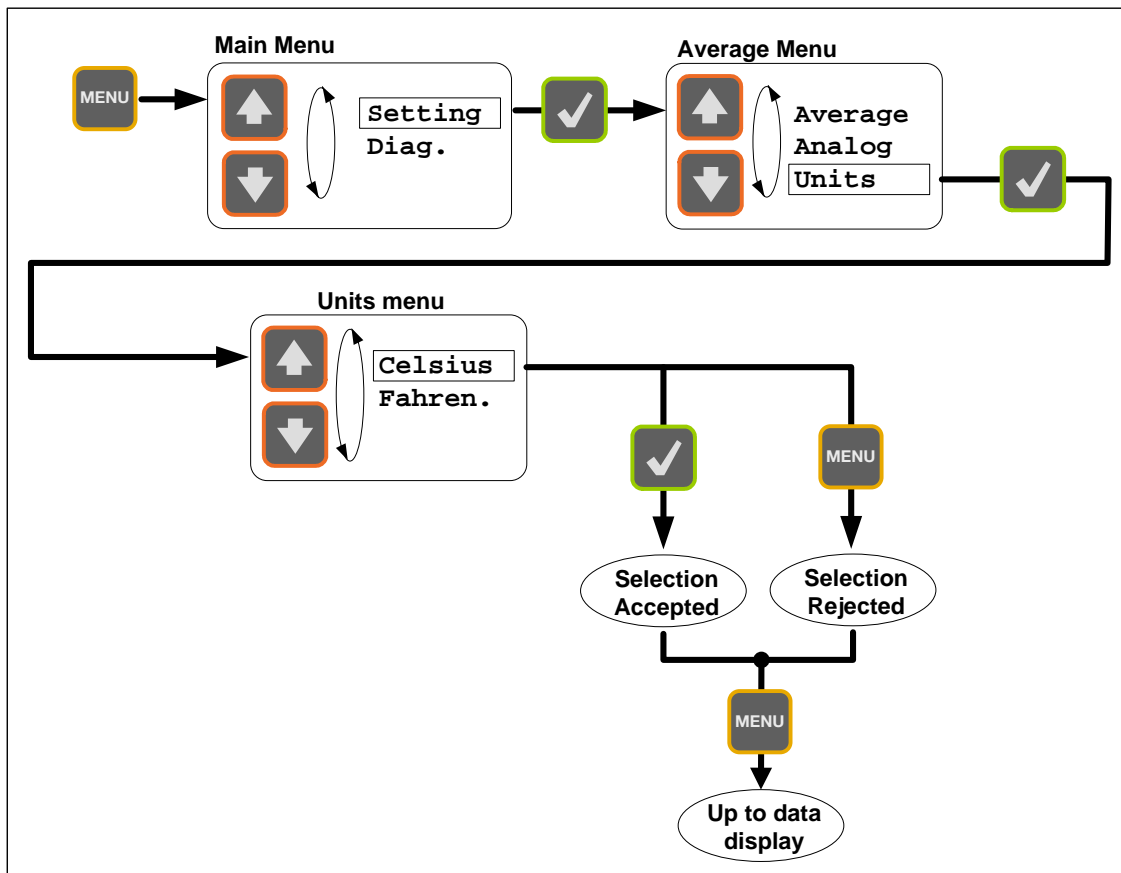 Main Menu
Average Menu
MENU
Setting
Diag.
Average
Analog
Units
Units menu
Celsius
Fahren.
MENU
Selection
Accepted
Selection
Rejected
MENU
Up to data
display